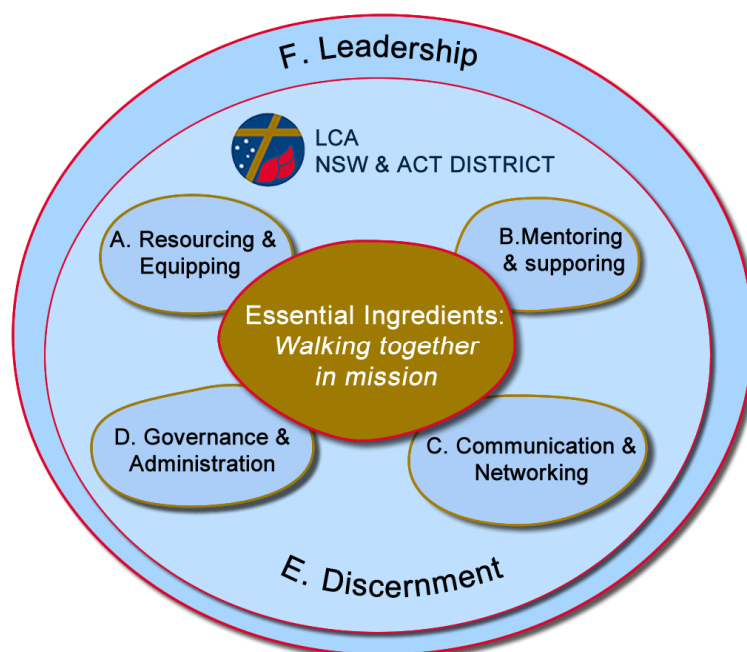 F. Leadership
LCA
NSW & ACT DISTRICT
A. Resourcing &
Equipping
B.Mentoring
& supporing
Essential Ingredients:
Walking together
in mission
D. Governance &
Administration
C. Communication &
Networking
E. Discernment